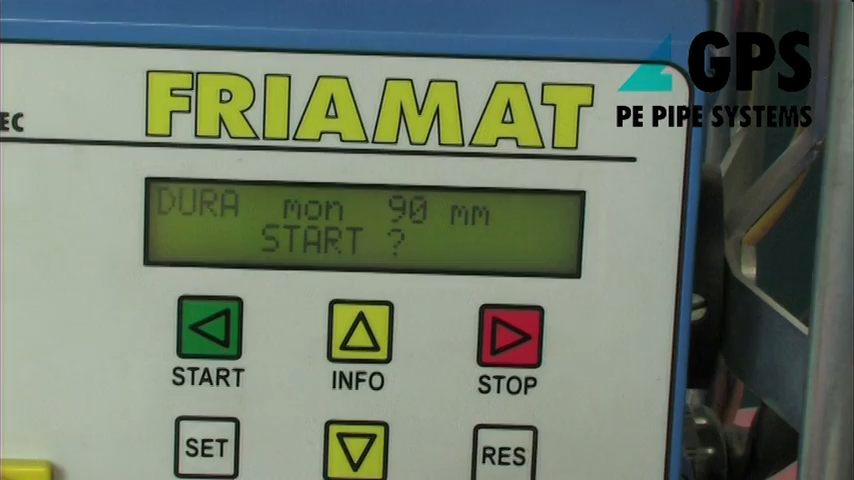 GPS
PE PIPE SYSTEMS
EC
FRIAMAT
DURA mon 90 mm
START ?
START
INFO
STOP
SET
RES